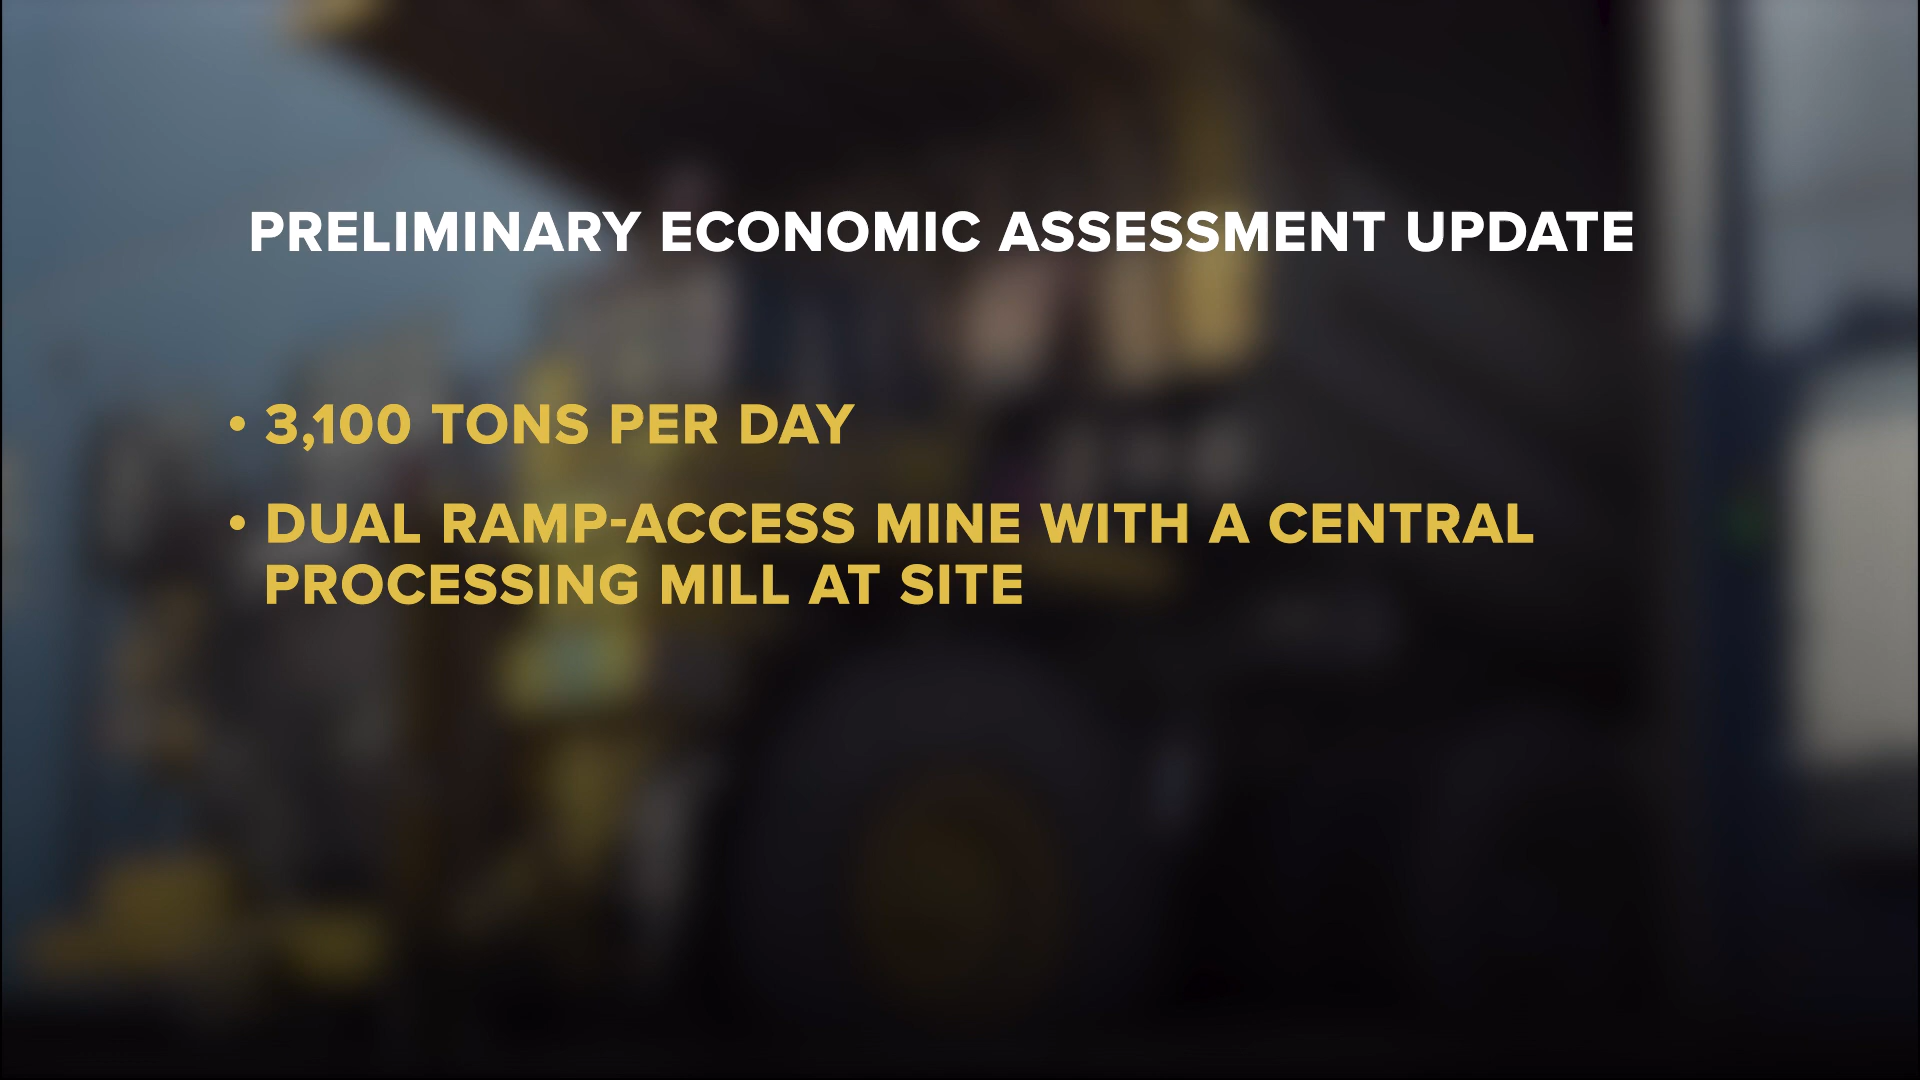 PRELIMINARY ECONOMIC ASSESSMENT UPDATE
• 3,100 TONS PER DAY
• DUAL RAMP-ACCESS MINE WITH A CENTRAL
PROCESSING MILL AT SITE